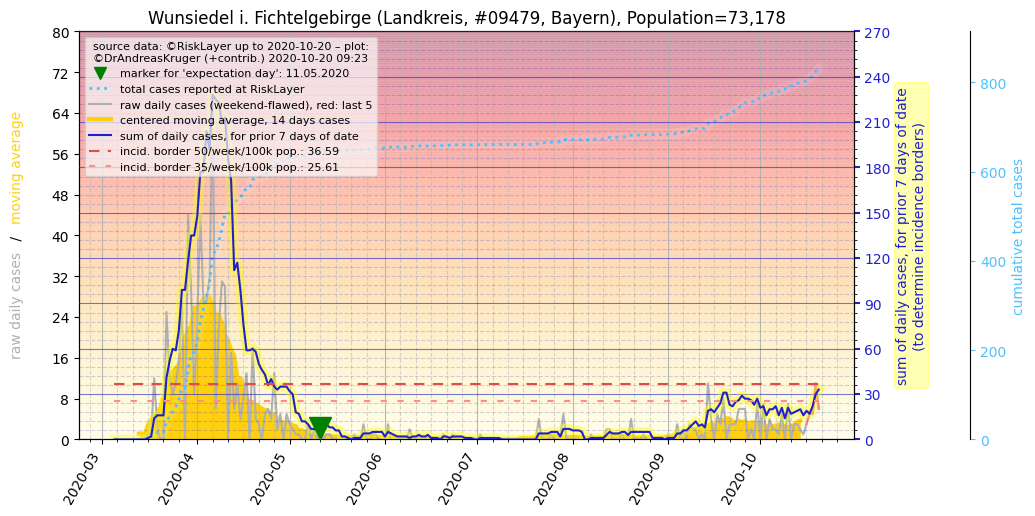 Wunsiedel i. Fichtelgebirge (Landkreis, #09479, Bayern), Population=73,178
source data: ©RiskLayer up to 2020-10-20 – plot:
©DrAndreasKruger (+contrib.) 2020-10-20 09:23
marker for 'expectation day': 11.05.2020
total cases reported at RiskLayer
raw daily cases (weekend-flawed), red: last 5
centered moving average, 14 days cases
sum of daily cases, for prior 7 days of date
incid. border 50/week/100k pop.: 36.59
incid. border 35/week/100k pop.: 25.61
raw daily cases / moving average
80
72
64
56
48
40
32
24
16
8
0
2020-03
2020-04
2020-05
2020-06
2020-07
2020-08
2020-09
2020-10
270
240
210
180
150
120
90
60
30
0
sum of daily cases, for prior 7 days of date
(to determine incidence borders)
800
600
400
200
0
cumulative total cases